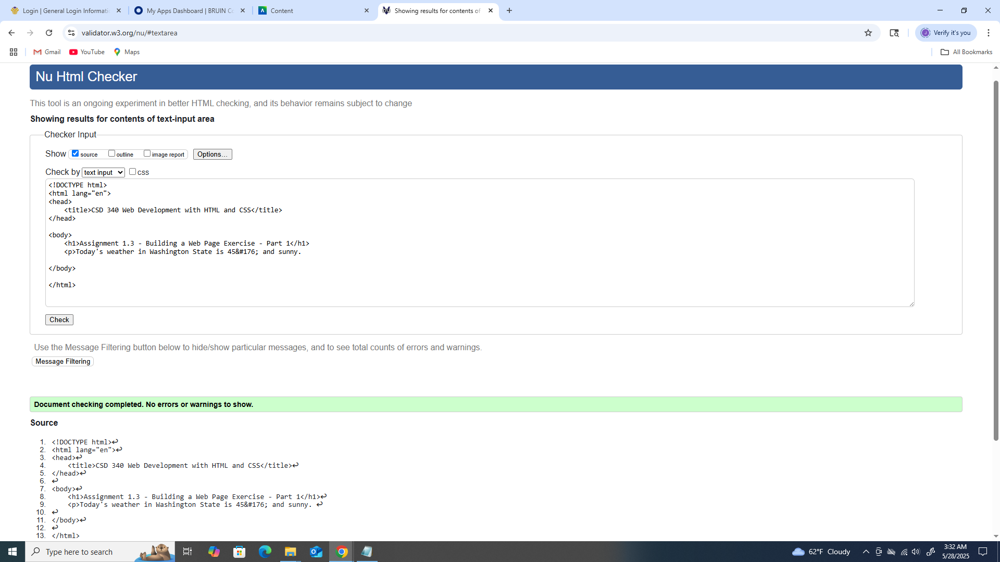 Login | General Login Informati
My Apps Dashboard | BRUIN Co
Content
Showing results for contents of
validator.w3.org/nu/#textarea
Verify it's you
Gmail
YouTube
Maps
All Bookmarks
Nu Html Checker
This tool is an ongoing experiment in better HTML checking, and its behavior remains subject to change
Showing results for contents of text-input area
Checker Input
Show source outline image report Options...
Check by text input css
<!DOCTYPE html>
<html lang="en">
<head>
    <title>CSD 340 Web Development with HTML and CSS</title>
</head>
<body>
    <h1>Assignment 1.3 - Building a Web Page Exercise - Part 1</h1>
    <p>Today's weather in Washington State is 45&#176; and sunny.
</body>
</html>
Check
Use the Message Filtering button below to hide/show particular messages, and to see total counts of errors and warnings.
Message Filtering
Document checking completed. No errors or warnings to show.
Source
1. <!DOCTYPE html>↩
2. <html lang="en">↩
3. <head>↩
4.     <title>CSD 340 Web Development with HTML and CSS</title>↩
5. </head>↩
6. ↩
7. <body>↩
8.     <h1>Assignment 1.3 - Building a Web Page Exercise - Part 1</h1>↩
9.     <p>Today's weather in Washington State is 45&#176; and sunny. ↩
10. ↩
11. </body>↩
12. ↩
13. </html>
Type here to search
62°F Cloudy
3:32 AM
5/28/2025